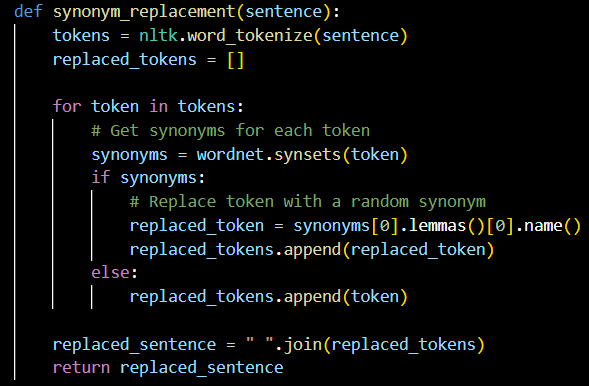 def synonym_replacement(sentence):
    tokens = nltk.word_tokenize(sentence)
    replaced_tokens = []

    for token in tokens:
        # Get synonyms for each token
        synonyms = wordnet.synsets(token)
        if synonyms:
            # Replace token with a random synonym
            replaced_token = synonyms[0].lemmas()[0].name()
            replaced_tokens.append(replaced_token)
        else:
            replaced_tokens.append(token)

    replaced_sentence = " ".join(replaced_tokens)
    return replaced_sentence